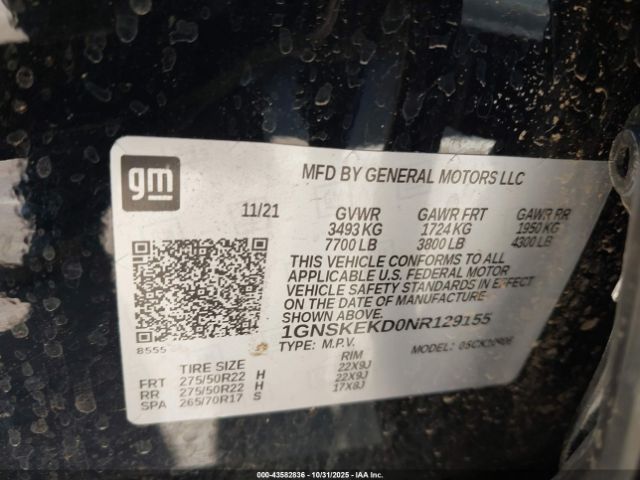 gm
MFD BY GENERAL MOTORS LLC
11/21 GVWR GAWR FRT GAWR RR
3493 KG 1724 KG 1950 KG
7700 LB 3800 LB 4300 LB
THIS VEHICLE CONFORMS TO ALL
APPLICABLE U.S. FEDERAL MOTOR
VEHICLE SAFETY STANDARDS IN EFFECT
ON THE DATE OF MANUFACTURE
SHOWN ABOVE.
1GNSKEKD0NR129155
8555 TYPE: M.P.V. MODEL:
TIRE SIZE RIM
FRT 275/50R22 H 22X9J
RR 275/50R22 H 22X9J
SPA 265/70R17 S 17X8J
000-43582836 - 10/31/2025 - IAA, Inc.